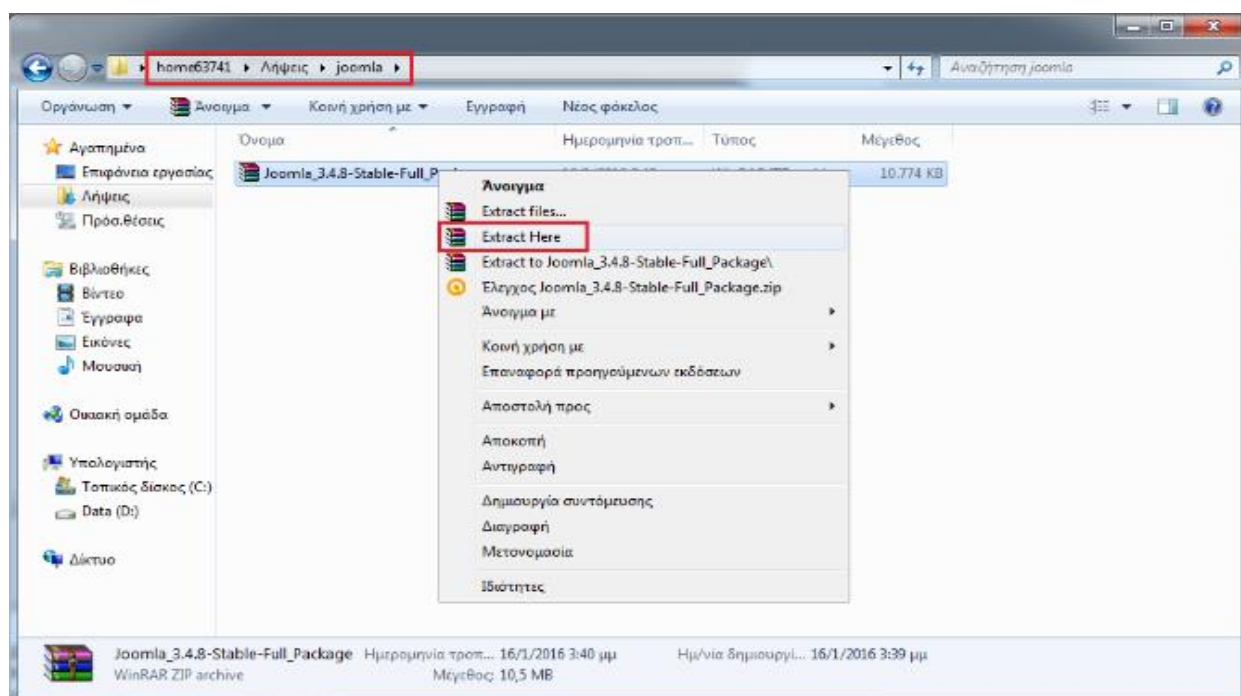 home63741 ▸ Λήψεις ▸ joomla ▸
Αναζήτηση joomla
Οργάνωση Άνοιγμα Κοινή χρήση με Εγγραφή Νέος φάκελος
Όνομα Ημερομηνία τροπ... Τύπος Μέγεθος
Αγαπημένα
Επιφάνεια εργασίας
Λήψεις
Πρόσ.θέσεις
Βιβλιοθήκες
Βίντεο
Έγγραφα
Εικόνες
Μουσική
Οικιακή ομάδα
Υπολογιστής
Τοπικός δίσκος (C:)
Data (D:)
Δίκτυο
Joomla_3.4.8-Stable-Full_P 10.774 KB
Άνοιγμα
Extract files...
Extract Here
Extract to Joomla_3.4.8-Stable-Full_Package\
Έλεγχος Joomla_3.4.8-Stable-Full_Package.zip
Άνοιγμα με
Κοινή χρήση με
Επαναφορά προηγούμενων εκδόσεων
Αποστολή προς
Αποκοπή
Αντιγραφή
Δημιουργία συντόμευσης
Διαγραφή
Μετονομασία
Ιδιότητες
Joomla_3.4.8-Stable-Full_Package Ημερομηνία τροπ... 16/1/2016 3:40 μμ Ημ/νία δημιουργί... 16/1/2016 3:39 μμ
WinRAR ZIP archive Μέγεθος: 10,5 MB